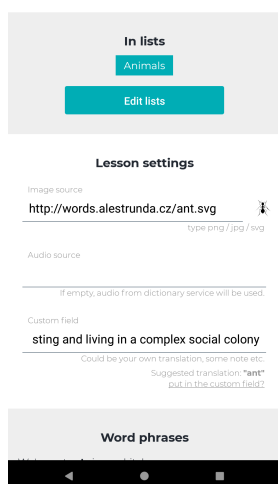 In lists
Animals
Edit lists
Lesson settings
Image source
http://words.alestrunda.cz/ant.svg
type png / jpg / svg
Audio source
If empty, audio from dictionary service will be used.
Custom field
sting and living in a complex social colony
Could be your own translation, some note etc.
Suggested translation: "ant"
put in the custom field?
Word phrases